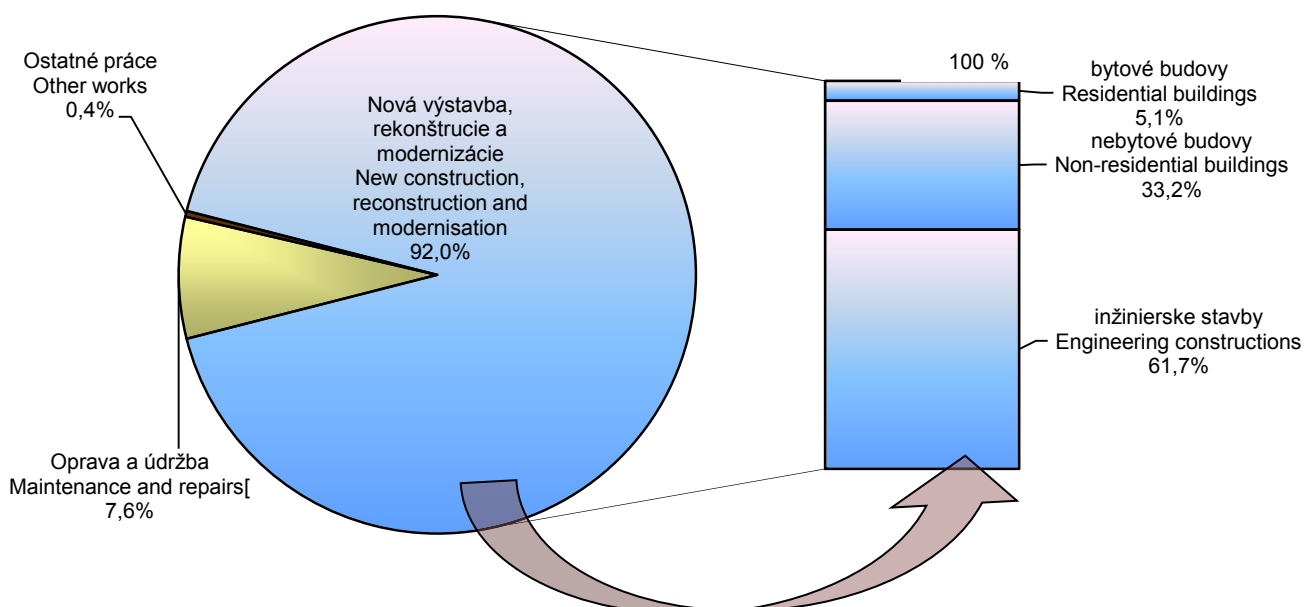 Ostatné práce
Other works
0,4%
Nová výstavba,
rekonštrucie a
modernizácie
New construction,
reconstruction and
modernisation
92,0%
Oprava a údržba
Maintenance and repairs[
7,6%
100 %
bytové budovy
Residential buildings
5,1%
nebytové budovy
Non-residential buildings
33,2%
inžinierske stavby
Engineering constructions
61,7%